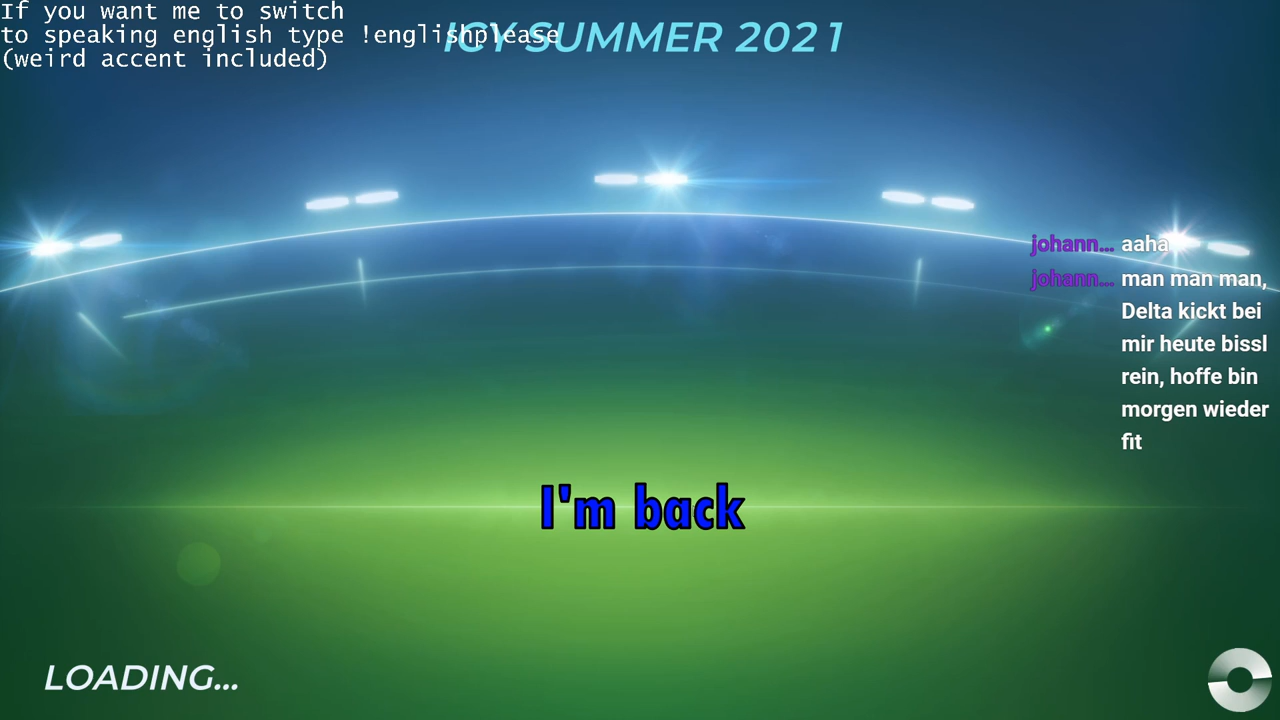 If you want me to switch
to speaking english type !englishplease
(weird accent included)
ICY SUMMER 2021
johann... aaha
johann... man man man,
Delta kickt bei
mir heute bissl
rein, hoffe bin
morgen wieder
fit
I'm back
LOADING...